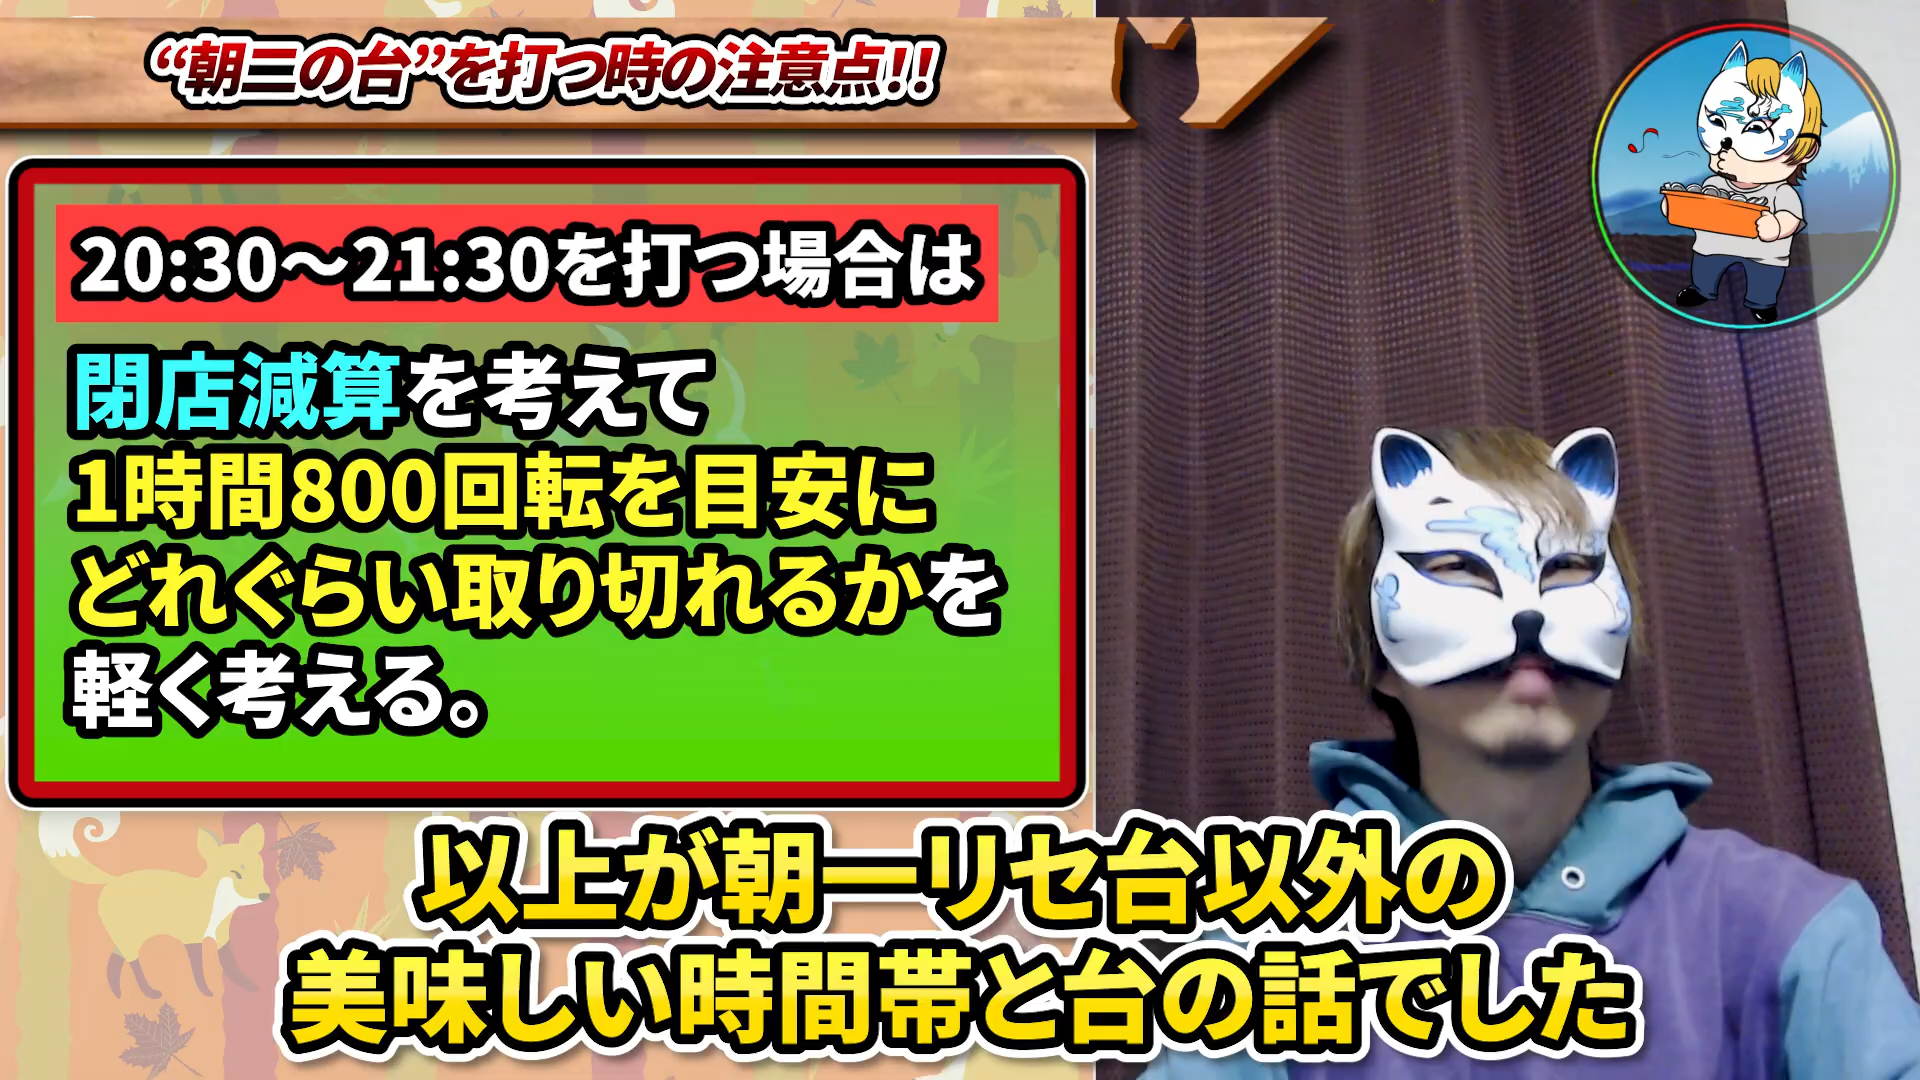 “朝二の台”を打つ時の注意点!!
20:30～21:30を打つ場合は
閉店減算を考えて
1時間800回転を目安に
どれぐらい取り切れるかを
軽く考える。
以上が朝一リセ台以外の
美味しい時間帯と台の話でした